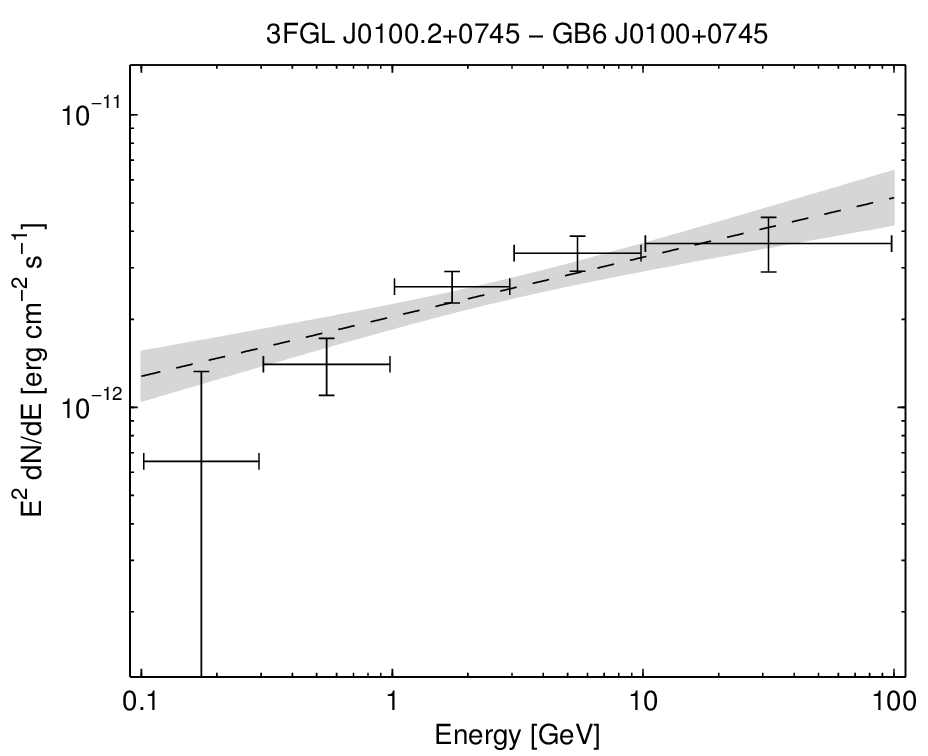 3FGL J0100.2+0745 − GB6 J0100+0745
10⁻¹¹
10⁻¹²
E² dN/dE [erg cm⁻² s⁻¹]
0.1 1 10 100
Energy [GeV]